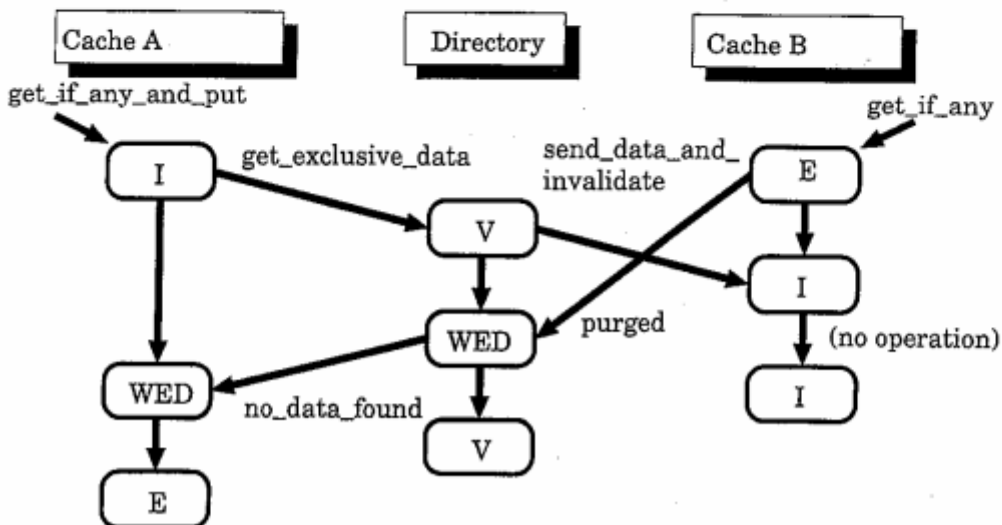 Cache A
Directory
Cache B
get_if_any_and_put
get_if_any
I
get_exclusive_data
send_data_and_
invalidate
E
V
I
WED
purged
(no operation)
WED
no_data_found
I
V
E